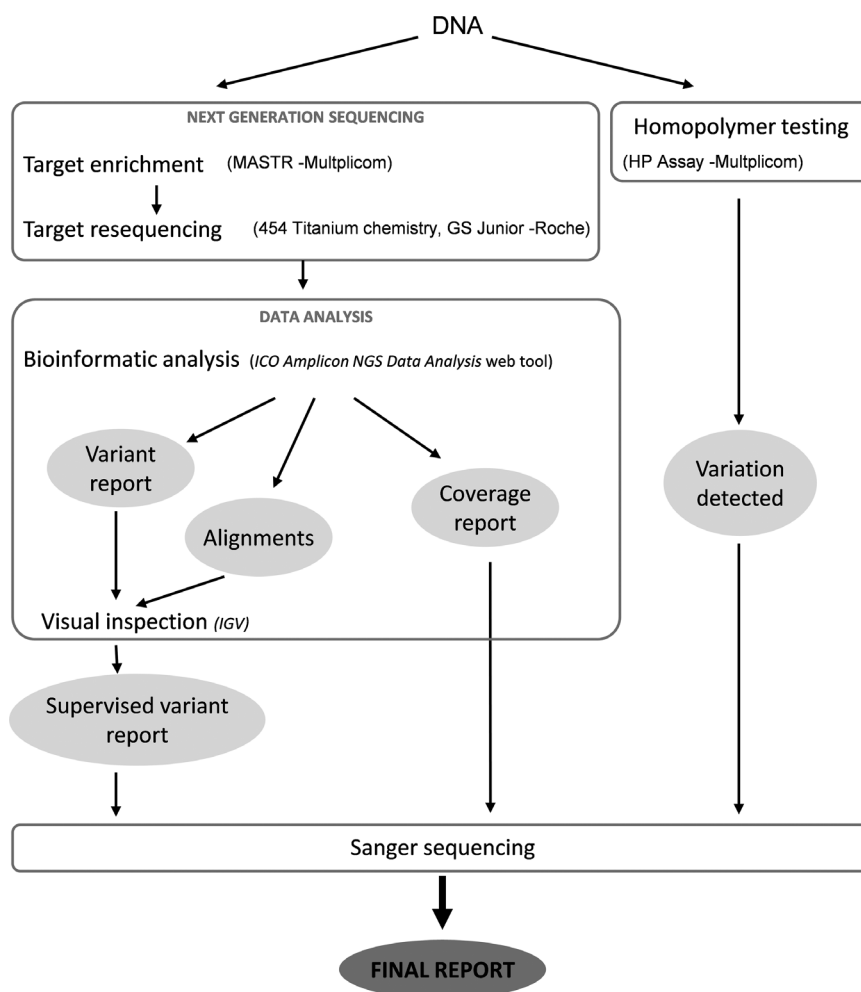 DNA
NEXT GENERATION SEQUENCING
Target enrichment (MASTR -Multplicom)
Target resequencing (454 Titanium chemistry, GS Junior -Roche)
Homopolymer testing
(HP Assay -Multplicom)
DATA ANALYSIS
Bioinformatic analysis (ICO Amplicon NGS Data Analysis web tool)
Variant
report
Alignments
Coverage
report
Variation
detected
Visual inspection (IGV)
Supervised variant
report
Sanger sequencing
FINAL REPORT